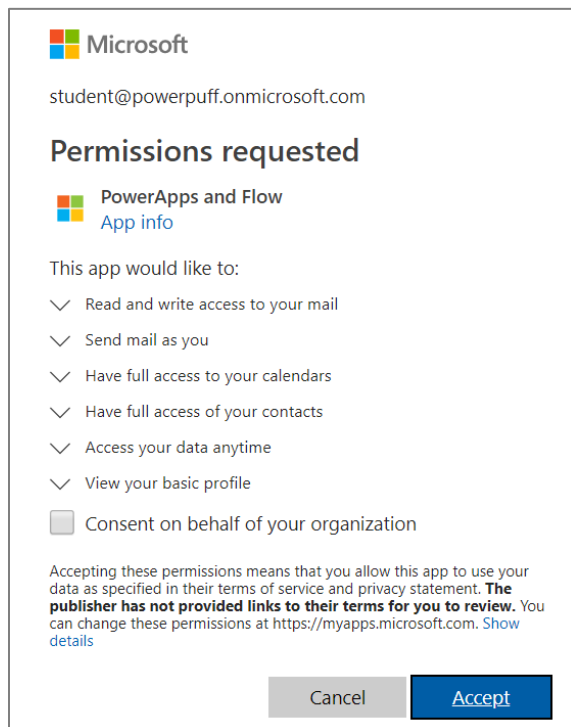 Microsoft
student@powerpuff.onmicrosoft.com
Permissions requested
PowerApps and Flow
App info
This app would like to:
Read and write access to your mail
Send mail as you
Have full access to your calendars
Have full access of your contacts
Access your data anytime
View your basic profile
Consent on behalf of your organization
Accepting these permissions means that you allow this app to use your
data as specified in their terms of service and privacy statement. The
publisher has not provided links to their terms for you to review. You
can change these permissions at https://myapps.microsoft.com. Show
details
Cancel
Accept